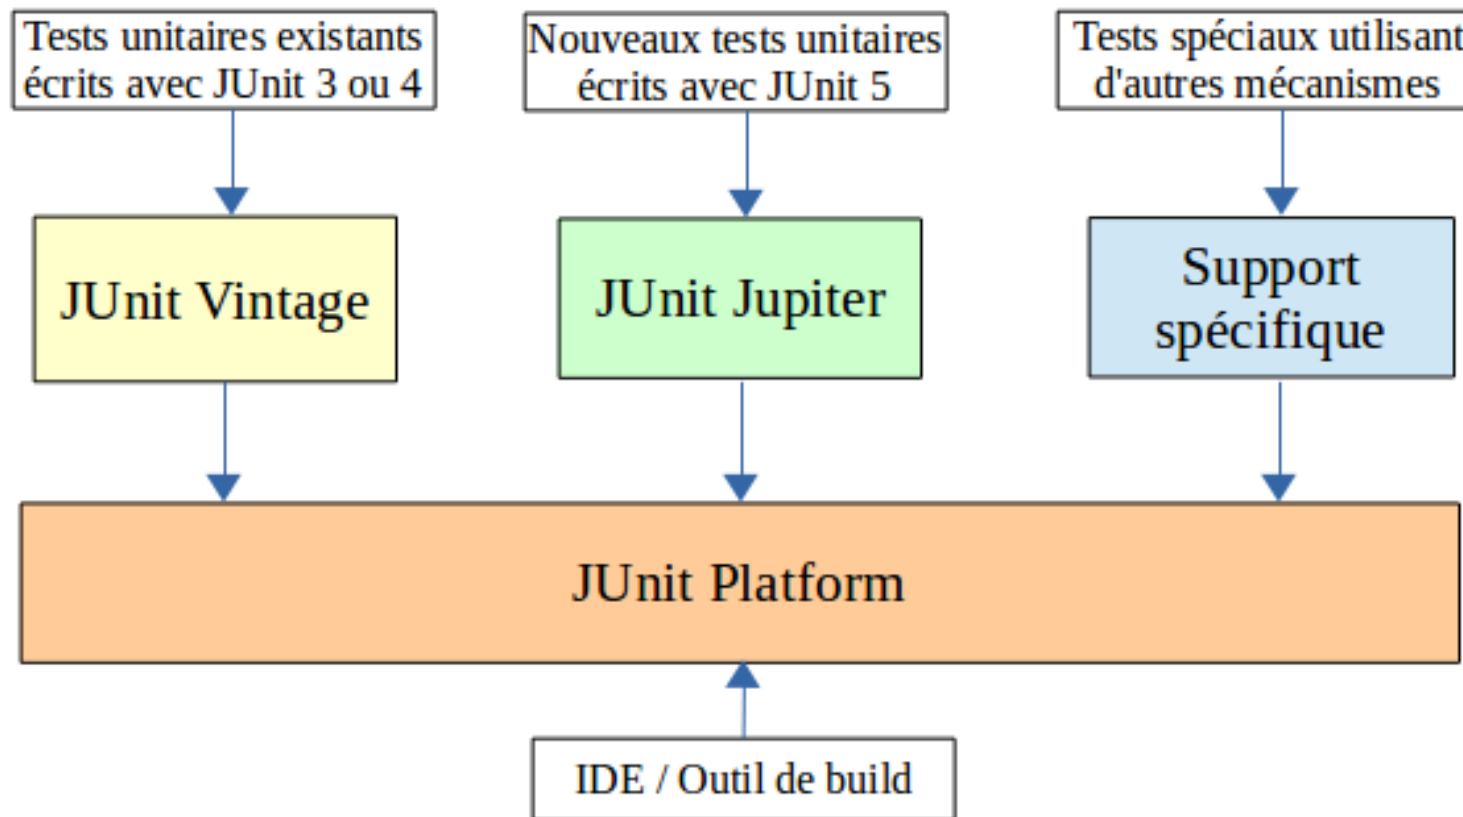 Tests unitaires existants
écrits avec JUnit 3 ou 4
Nouveaux tests unitaires
écrits avec JUnit 5
Tests spéciaux utilisant
d'autres mécanismes
JUnit Vintage
JUnit Jupiter
Support
spécifique
JUnit Platform
IDE / Outil de build